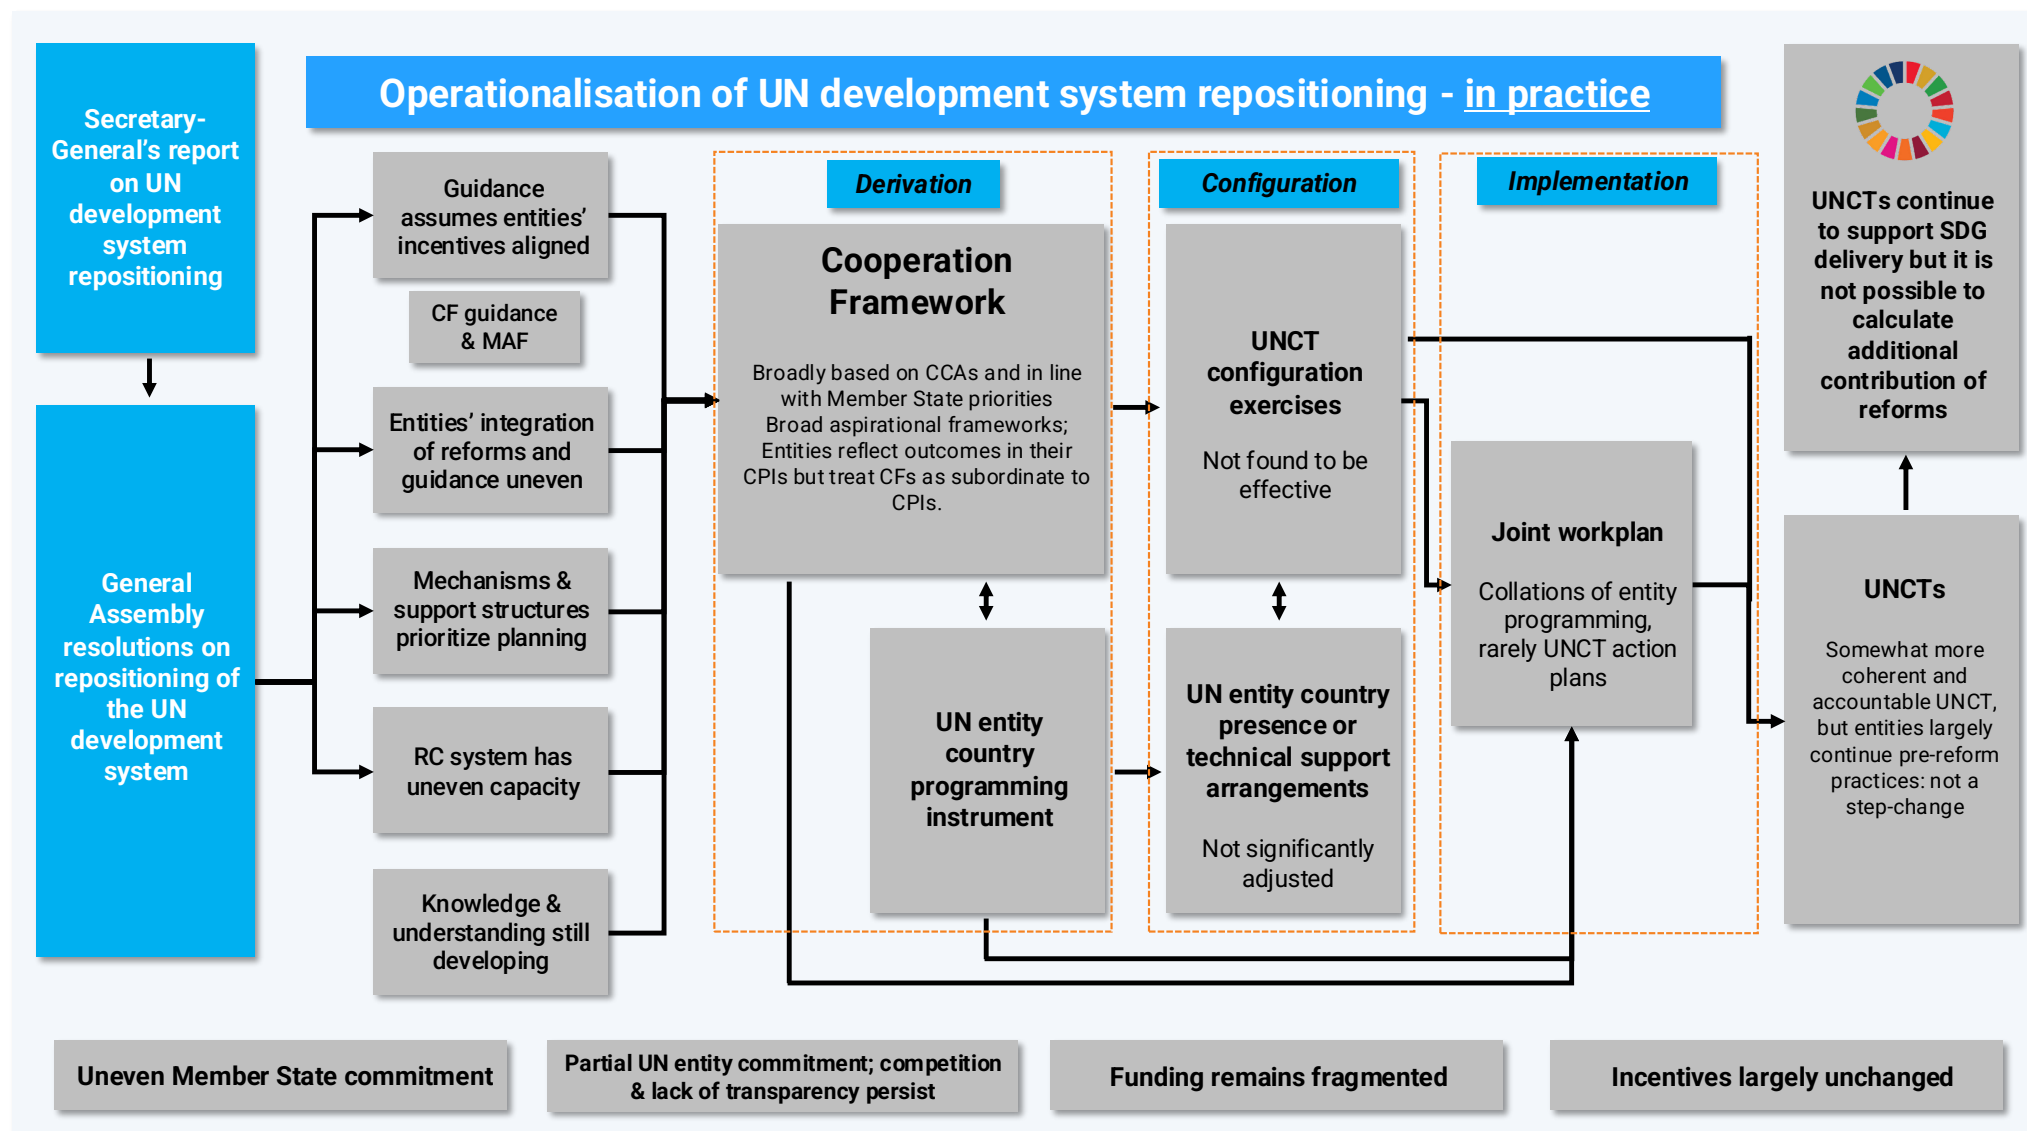 Operationalisation of UN development system repositioning - in practice
Secretary-
General’s report
on UN
development
system
repositioning
General
Assembly
resolutions on
repositioning of
the UN
development
system
Guidance
assumes entities’
incentives aligned
CF guidance
& MAF
Entities’ integration
of reforms and
guidance uneven
Mechanisms &
support structures
prioritize planning
RC system has
uneven capacity
Knowledge &
understanding still
developing
Derivation
Cooperation
Framework
Broadly based on CCAs and in line
with Member State priorities
Broad aspirational frameworks;
Entities reflect outcomes in their
CPIs but treat CFs as subordinate to
CPIs.
UN entity
country
programming
instrument
Configuration
UNCT
configuration
exercises
Not found to be
effective
UN entity country
presence or
technical support
arrangements
Not significantly
adjusted
Implementation
Joint workplan
Collations of entity
programming,
rarely UNCT action
plans
UNCTs continue
to support SDG
delivery but it is
not possible to
calculate
additional
contribution of
reforms
UNCTs
Somewhat more
coherent and
accountable UNCT,
but entities largely
continue pre-reform
practices: not a
step-change
Uneven Member State commitment
Partial UN entity commitment; competition
& lack of transparency persist
Funding remains fragmented
Incentives largely unchanged